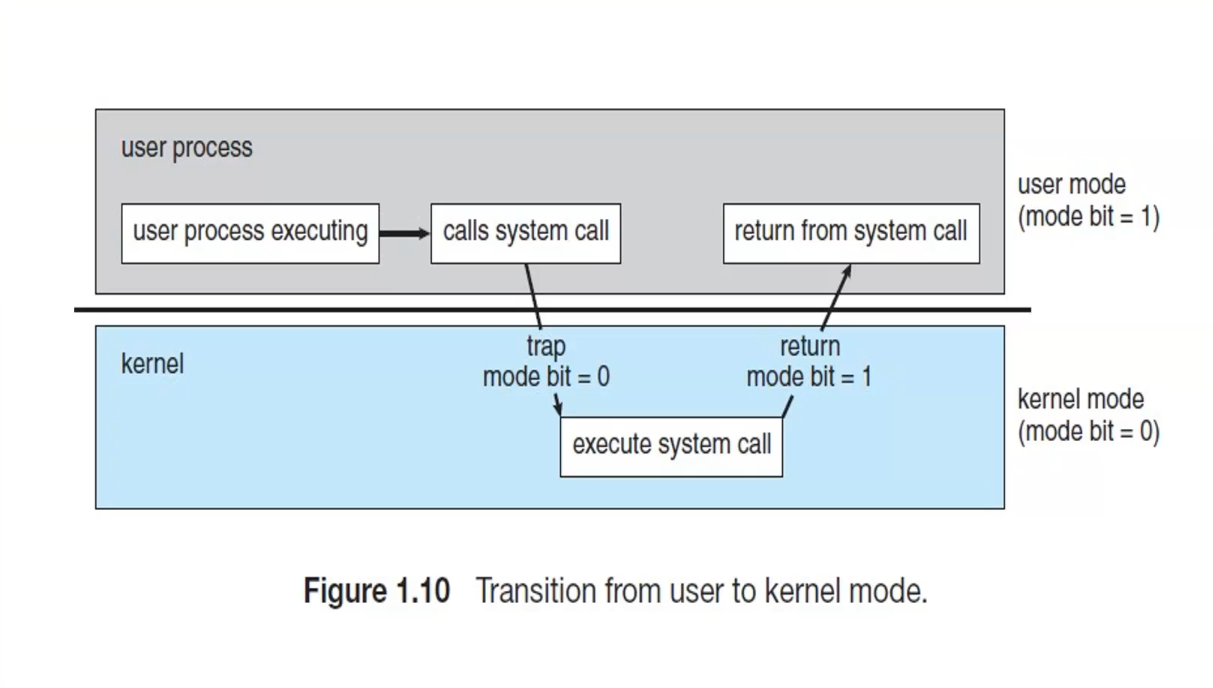 user process
user process executing
calls system call
return from system call
user mode
(mode bit = 1)
kernel
trap
mode bit = 0
return
mode bit = 1
execute system call
kernel mode
(mode bit = 0)
Figure 1.10 Transition from user to kernel mode.